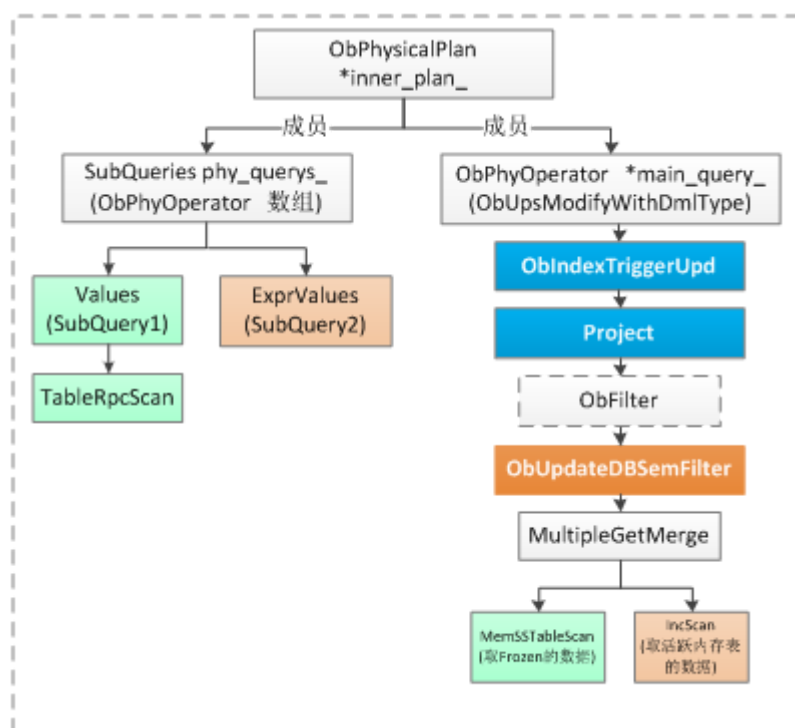 ObPhysicalPlan
*inner_plan_
成员
成员
SubQueries phy_querys_
(ObPhyOperator 数组)
ObPhyOperator *main_query_
(ObUpsModifyWithDmlType)
Values
(SubQuery1)
ExprValues
(SubQuery2)
TableRpcScan
ObIndexTriggerUpd
Project
ObFilter
ObUpdateDBSemFilter
MultipleGetMerge
MemSSTableScan
(取Frozen的数据)
IncScan
(取活跃内存表
的数据)